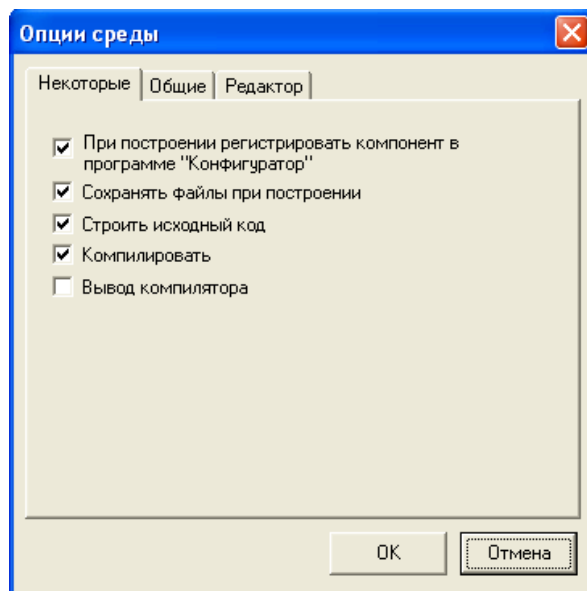 Опции среды
Некоторые Общие Редактор
При построении регистрировать компонент в
программе "Конфигуратор"
Сохранять файлы при построении
Строить исходный код
Компилировать
Вывод компилятора
OK Отмена